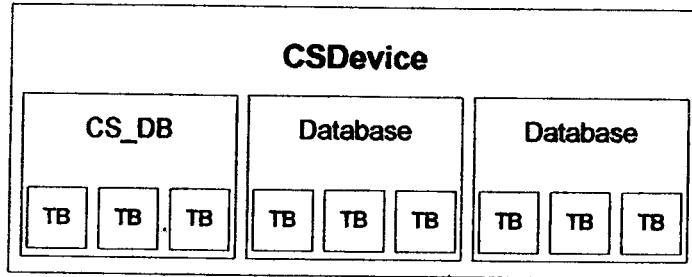 CSDevice
CS_DB Database Database
TB TB TB TB TB TB TB TB TB